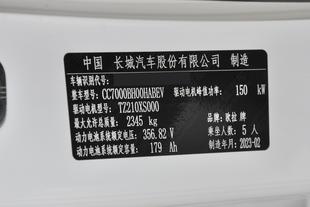 中国 长城汽车股份有限公司 制造
车辆识别代号:
整车型号: CC7000BH00HABEV 驱动电机峰值功率: 150 kW
驱动电机型号: TZ210XS000
最大允许总质量: 2345 kg
动力电池系统额定电压: 356.82 V 品牌: 欧拉 牌
动力电池系统额定容量: 179 Ah 乘坐人数: 5 人
制造年月: 2023-02